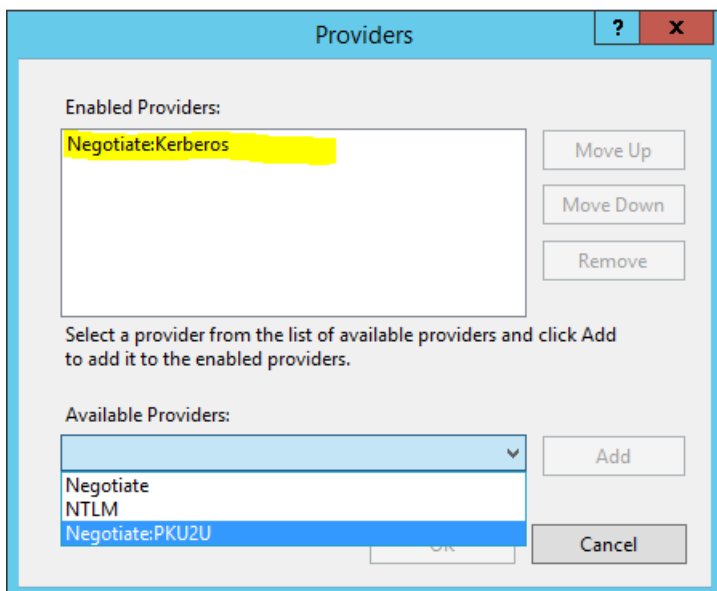 Providers
?
x
Enabled Providers:
Negotiate:Kerberos
Move Up
Move Down
Remove
Select a provider from the list of available providers and click Add
to add it to the enabled providers.
Available Providers:
Add
Negotiate
NTLM
Negotiate:PKU2U
Cancel